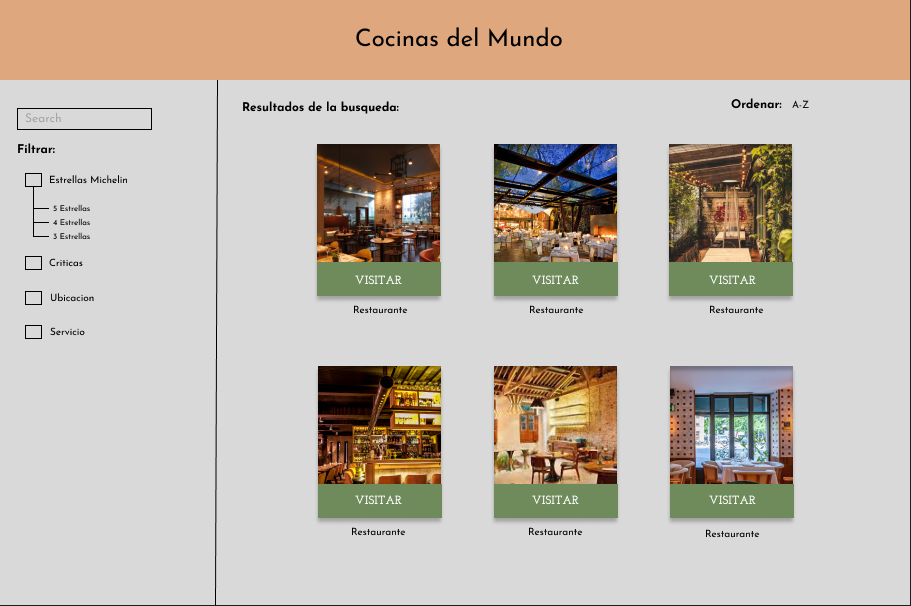 Cocinas del Mundo
Search
Filtrar:
Estrellas Michelin
5 Estrellas
4 Estrellas
3 Estrellas
Criticas
Ubicacion
Servicio
Resultados de la busqueda:
Ordenar: A-Z
VISITAR
Restaurante
VISITAR
Restaurante
VISITAR
Restaurante
VISITAR
Restaurante
VISITAR
Restaurante
VISITAR
Restaurante